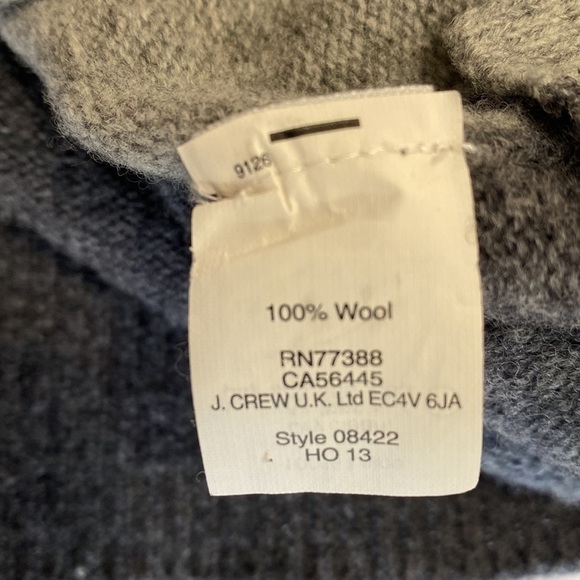 9126
100% Wool
RN77388
CA56445
J. CREW U.K. Ltd EC4V 6JA
Style 08422
HO 13